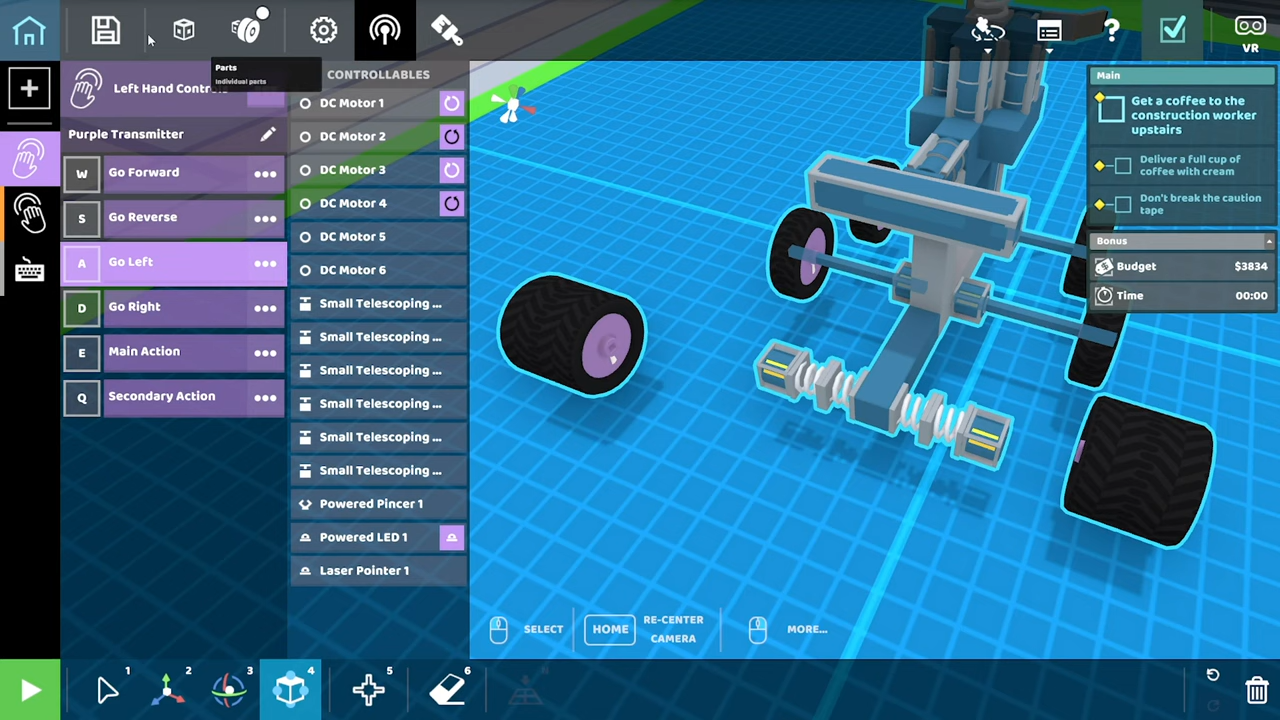 VR
Parts
Individual parts
Left Hand Contr
CONTROLLABLES
Purple Transmitter
W
Go Forward
S
Go Reverse
A
Go Left
D
Go Right
E
Main Action
Q
Secondary Action
DC Motor 1
DC Motor 2
DC Motor 3
DC Motor 4
DC Motor 5
DC Motor 6
Small Telescoping ...
Small Telescoping ...
Small Telescoping ...
Small Telescoping ...
Small Telescoping ...
Small Telescoping ...
Powered Pincer 1
Powered LED 1
Laser Pointer 1
Main
Get a coffee to the
construction worker
upstairs
Deliver a full cup of
coffee with cream
Don't break the caution
tape
Bonus
Budget
$3834
Time
00:00
SELECT
HOME
RE-CENTER
CAMERA
MORE...
1
2
3
4
5
6